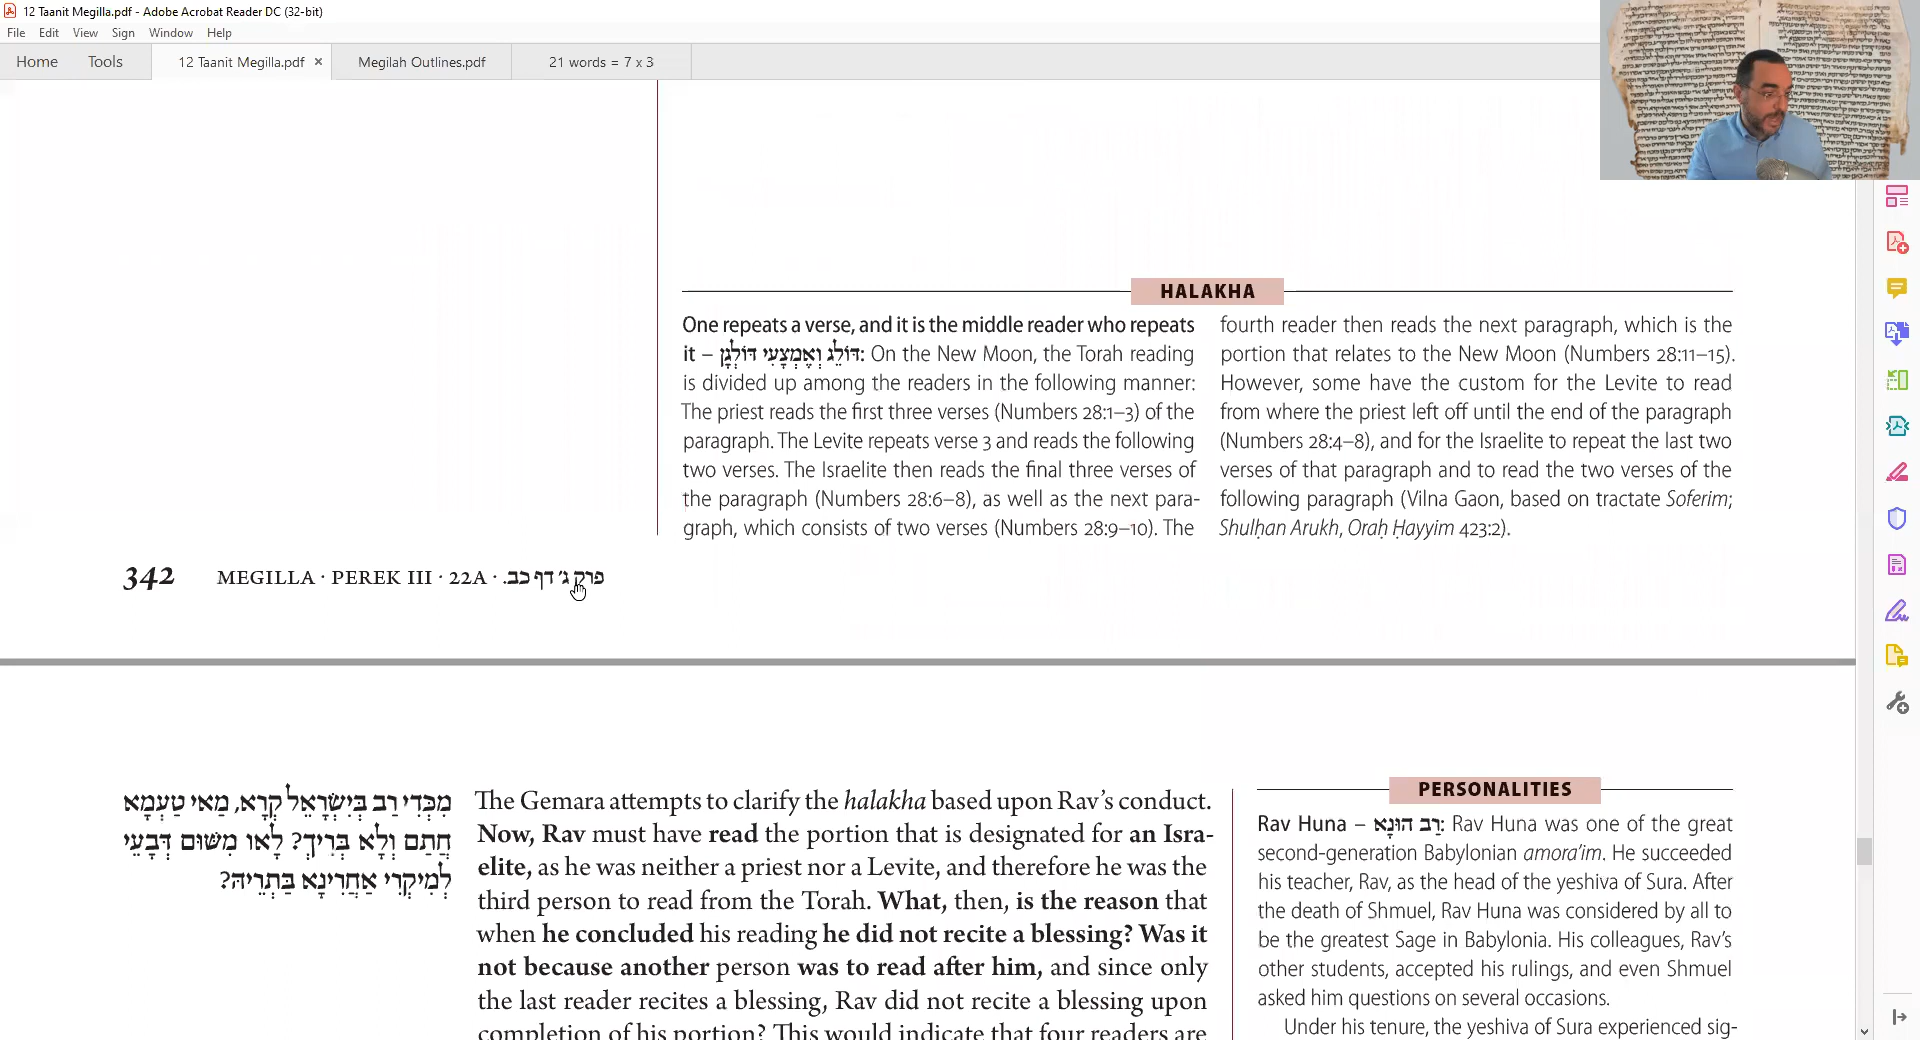 12 Taanit Megilla.pdf - Adobe Acrobat Reader DC (32-bit)
File Edit View Sign Window Help
Home Tools 12 Taanit Megilla.pdf × Megilah Outlines.pdf 21 words = 7 x 3
HALAKHA
One repeats a verse, and it is the middle reader who repeats
it – דּוֹלֵג וְאֶמְצָעִי דּוֹלְגָן: On the New Moon, the Torah reading
is divided up among the readers in the following manner:
The priest reads the first three verses (Numbers 28:1–3) of the
paragraph. The Levite repeats verse 3 and reads the following
two verses. The Israelite then reads the final three verses of
the paragraph (Numbers 28:6–8), as well as the next para-
graph, which consists of two verses (Numbers 28:9–10). The
fourth reader then reads the next paragraph, which is the
portion that relates to the New Moon (Numbers 28:11–15).
However, some have the custom for the Levite to read
from where the priest left off until the end of the paragraph
(Numbers 28:4–8), and for the Israelite to repeat the last two
verses of that paragraph and to read the two verses of the
following paragraph (Vilna Gaon, based on tractate Soferim;
Shulḥan Arukh, Oraḥ Ḥayyim 423:2).
342 MEGILLA · PEREK III · 22A · פרק ג׳ דף כב.
מִכְּדִי רַב בְּיִשְׂרָאֵל קְרָא, מַאי טַעְמָא
חֲתַם וְלָא בְּרֵיךְ? לָאו מִשּׁוּם דְּבָעֵי
לְמִיקְרֵי אַחֲרִינָא בַּתְרֵיהּ?
The Gemara attempts to clarify the halakha based upon Rav's conduct.
Now, Rav must have read the portion that is designated for an Isra-
elite, as he was neither a priest nor a Levite, and therefore he was the
third person to read from the Torah. What, then, is the reason that
when he concluded his reading he did not recite a blessing? Was it
not because another person was to read after him, and since only
the last reader recites a blessing, Rav did not recite a blessing upon
completion of his portion? This would indicate that four readers are
PERSONALITIES
Rav Huna – רַב הוּנָא: Rav Huna was one of the great
second-generation Babylonian amora'im. He succeeded
his teacher, Rav, as the head of the yeshiva of Sura. After
the death of Shmuel, Rav Huna was considered by all to
be the greatest Sage in Babylonia. His colleagues, Rav's
other students, accepted his rulings, and even Shmuel
asked him questions on several occasions.
Under his tenure, the yeshiva of Sura experienced sig-